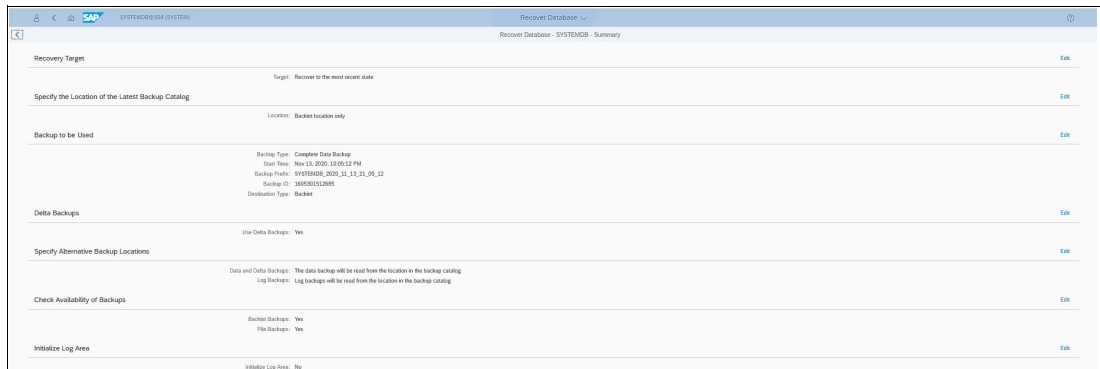 SAP SYSTEMDB@S08 (SYSTEM) Recover Database
Recover Database - SYSTEMDB - Summary
Recovery Target Edit
Target: Recover to the most recent state
Specify the Location of the Latest Backup Catalog Edit
Location: Backint location only
Backup to be Used Edit
Backup Type: Complete Data Backup
Start Time: Nov 13, 2020, 10:05:12 PM
Backup Prefix: SYSTEMDB_2020_11_13_21_05_12
Backup ID: 1605301512685
Destination Type: Backint
Delta Backups Edit
Use Delta Backups: Yes
Specify Alternative Backup Locations Edit
Data and Delta Backups: The data backup will be read from the location in the backup catalog
Log Backups: Log backups will be read from the location in the backup catalog
Check Availability of Backups Edit
Backint Backups: Yes
File Backups: Yes
Initialize Log Area Edit
Initialize Log Area: No